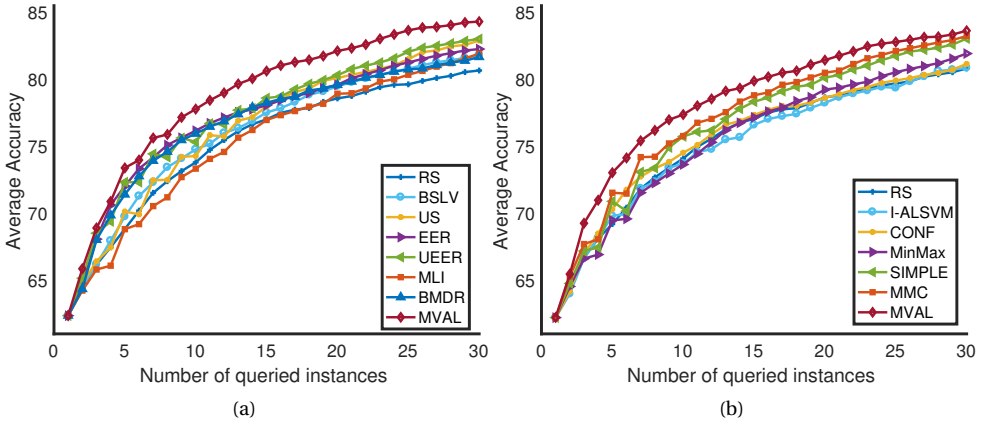 85
80
75
70
65
Average Accuracy
RS
BSLV
US
EER
UEER
MLI
BMDR
MVAL
0 5 10 15 20 25 30
Number of queried instances
(a)
85
80
75
70
65
Average Accuracy
RS
I-ALSVM
CONF
MinMax
SIMPLE
MMC
MVAL
0 5 10 15 20 25 30
Number of queried instances
(b)